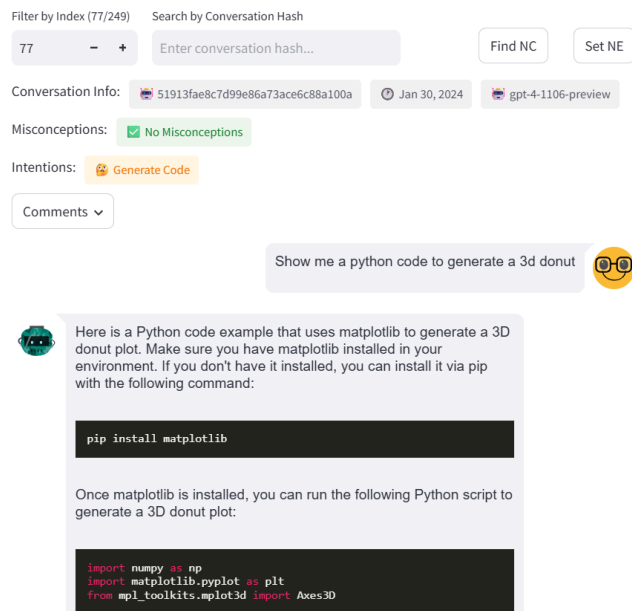 Filter by Index (77/249) Search by Conversation Hash
77 − + Enter conversation hash... Find NC Set NE
Conversation Info: 51913fae8c7d99e86a73ace6c88a100a Jan 30, 2024 gpt-4-1106-preview
Misconceptions: No Misconceptions
Intentions: Generate Code
Comments
Show me a python code to generate a 3d donut
Here is a Python code example that uses matplotlib to generate a 3D
donut plot. Make sure you have matplotlib installed in your
environment. If you don't have it installed, you can install it via pip
with the following command:
pip install matplotlib
Once matplotlib is installed, you can run the following Python script to
generate a 3D donut plot:
import numpy as np
import matplotlib.pyplot as plt
from mpl_toolkits.mplot3d import Axes3D